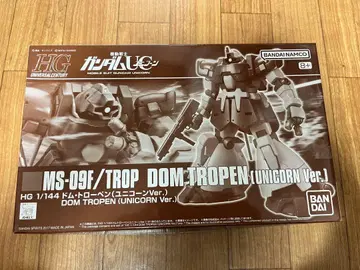 HG
UNIVERSAL CENTURY
機動戦士
ガンダムUC
MOBILE SUIT GUNDAM UNICORN
BANDAI NAMCO
8+
MS-09F/TROP DOM TROPEN (UNICORN Ver.)
HG 1/144 ドム・トローペン(ユニコーンVer.)
DOM TROPEN (UNICORN Ver.)
BANDAI